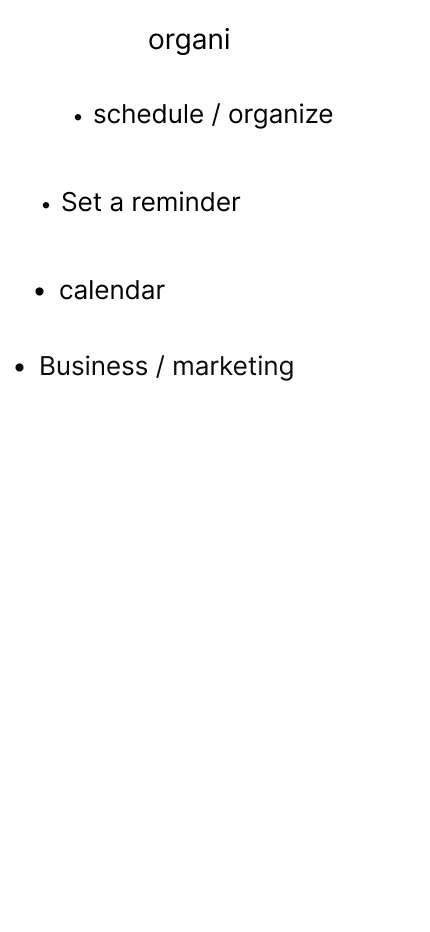 organi
• schedule / organize
• Set a reminder
• calendar
• Business / marketing